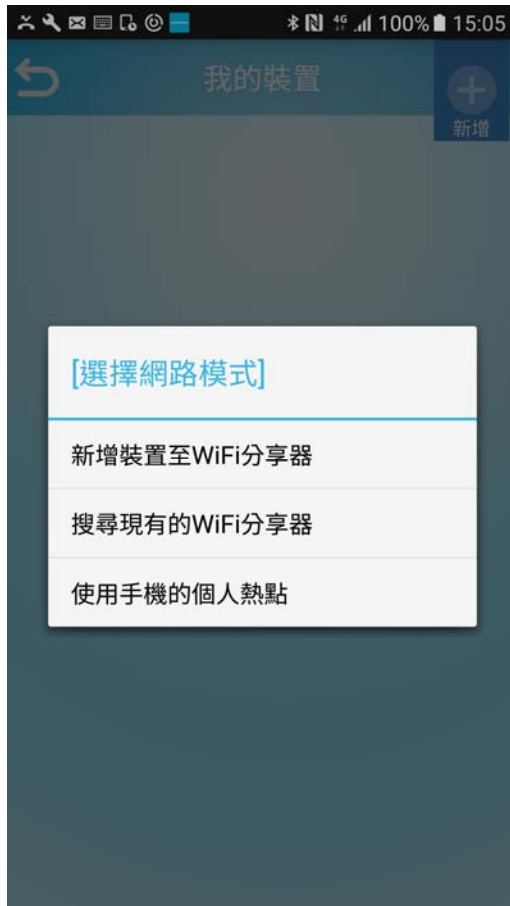 4G 100% 15:05
我的裝置
新增
[選擇網路模式]
新增裝置至WiFi分享器
搜尋現有的WiFi分享器
使用手機的個人熱點